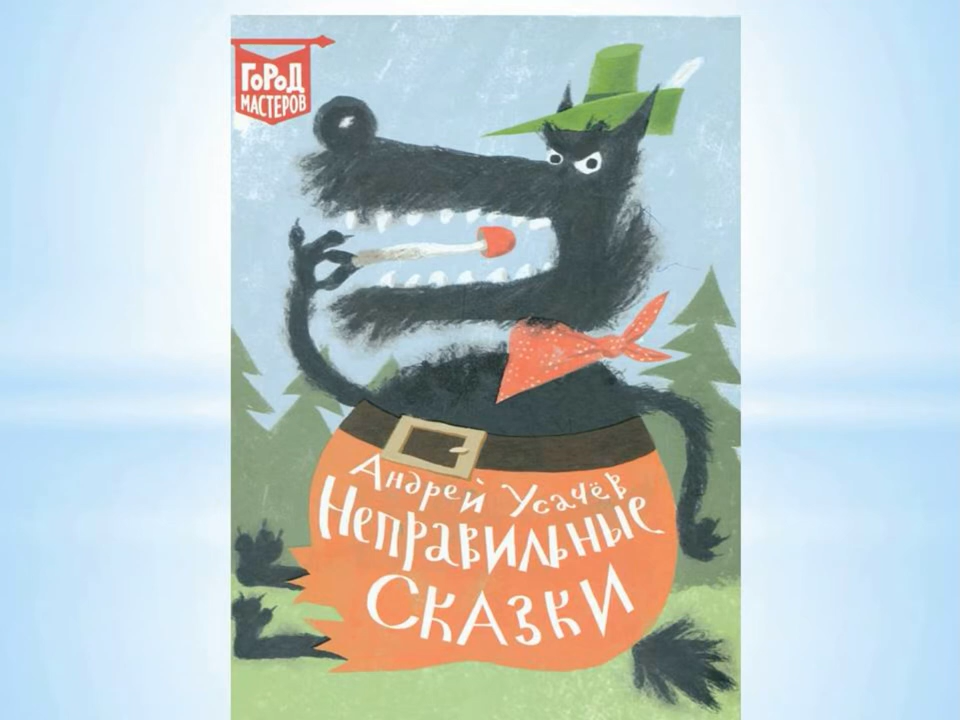 ГОРОД
МАСТЕРОВ
Андрей Усачёв
Неправильные
Сказки